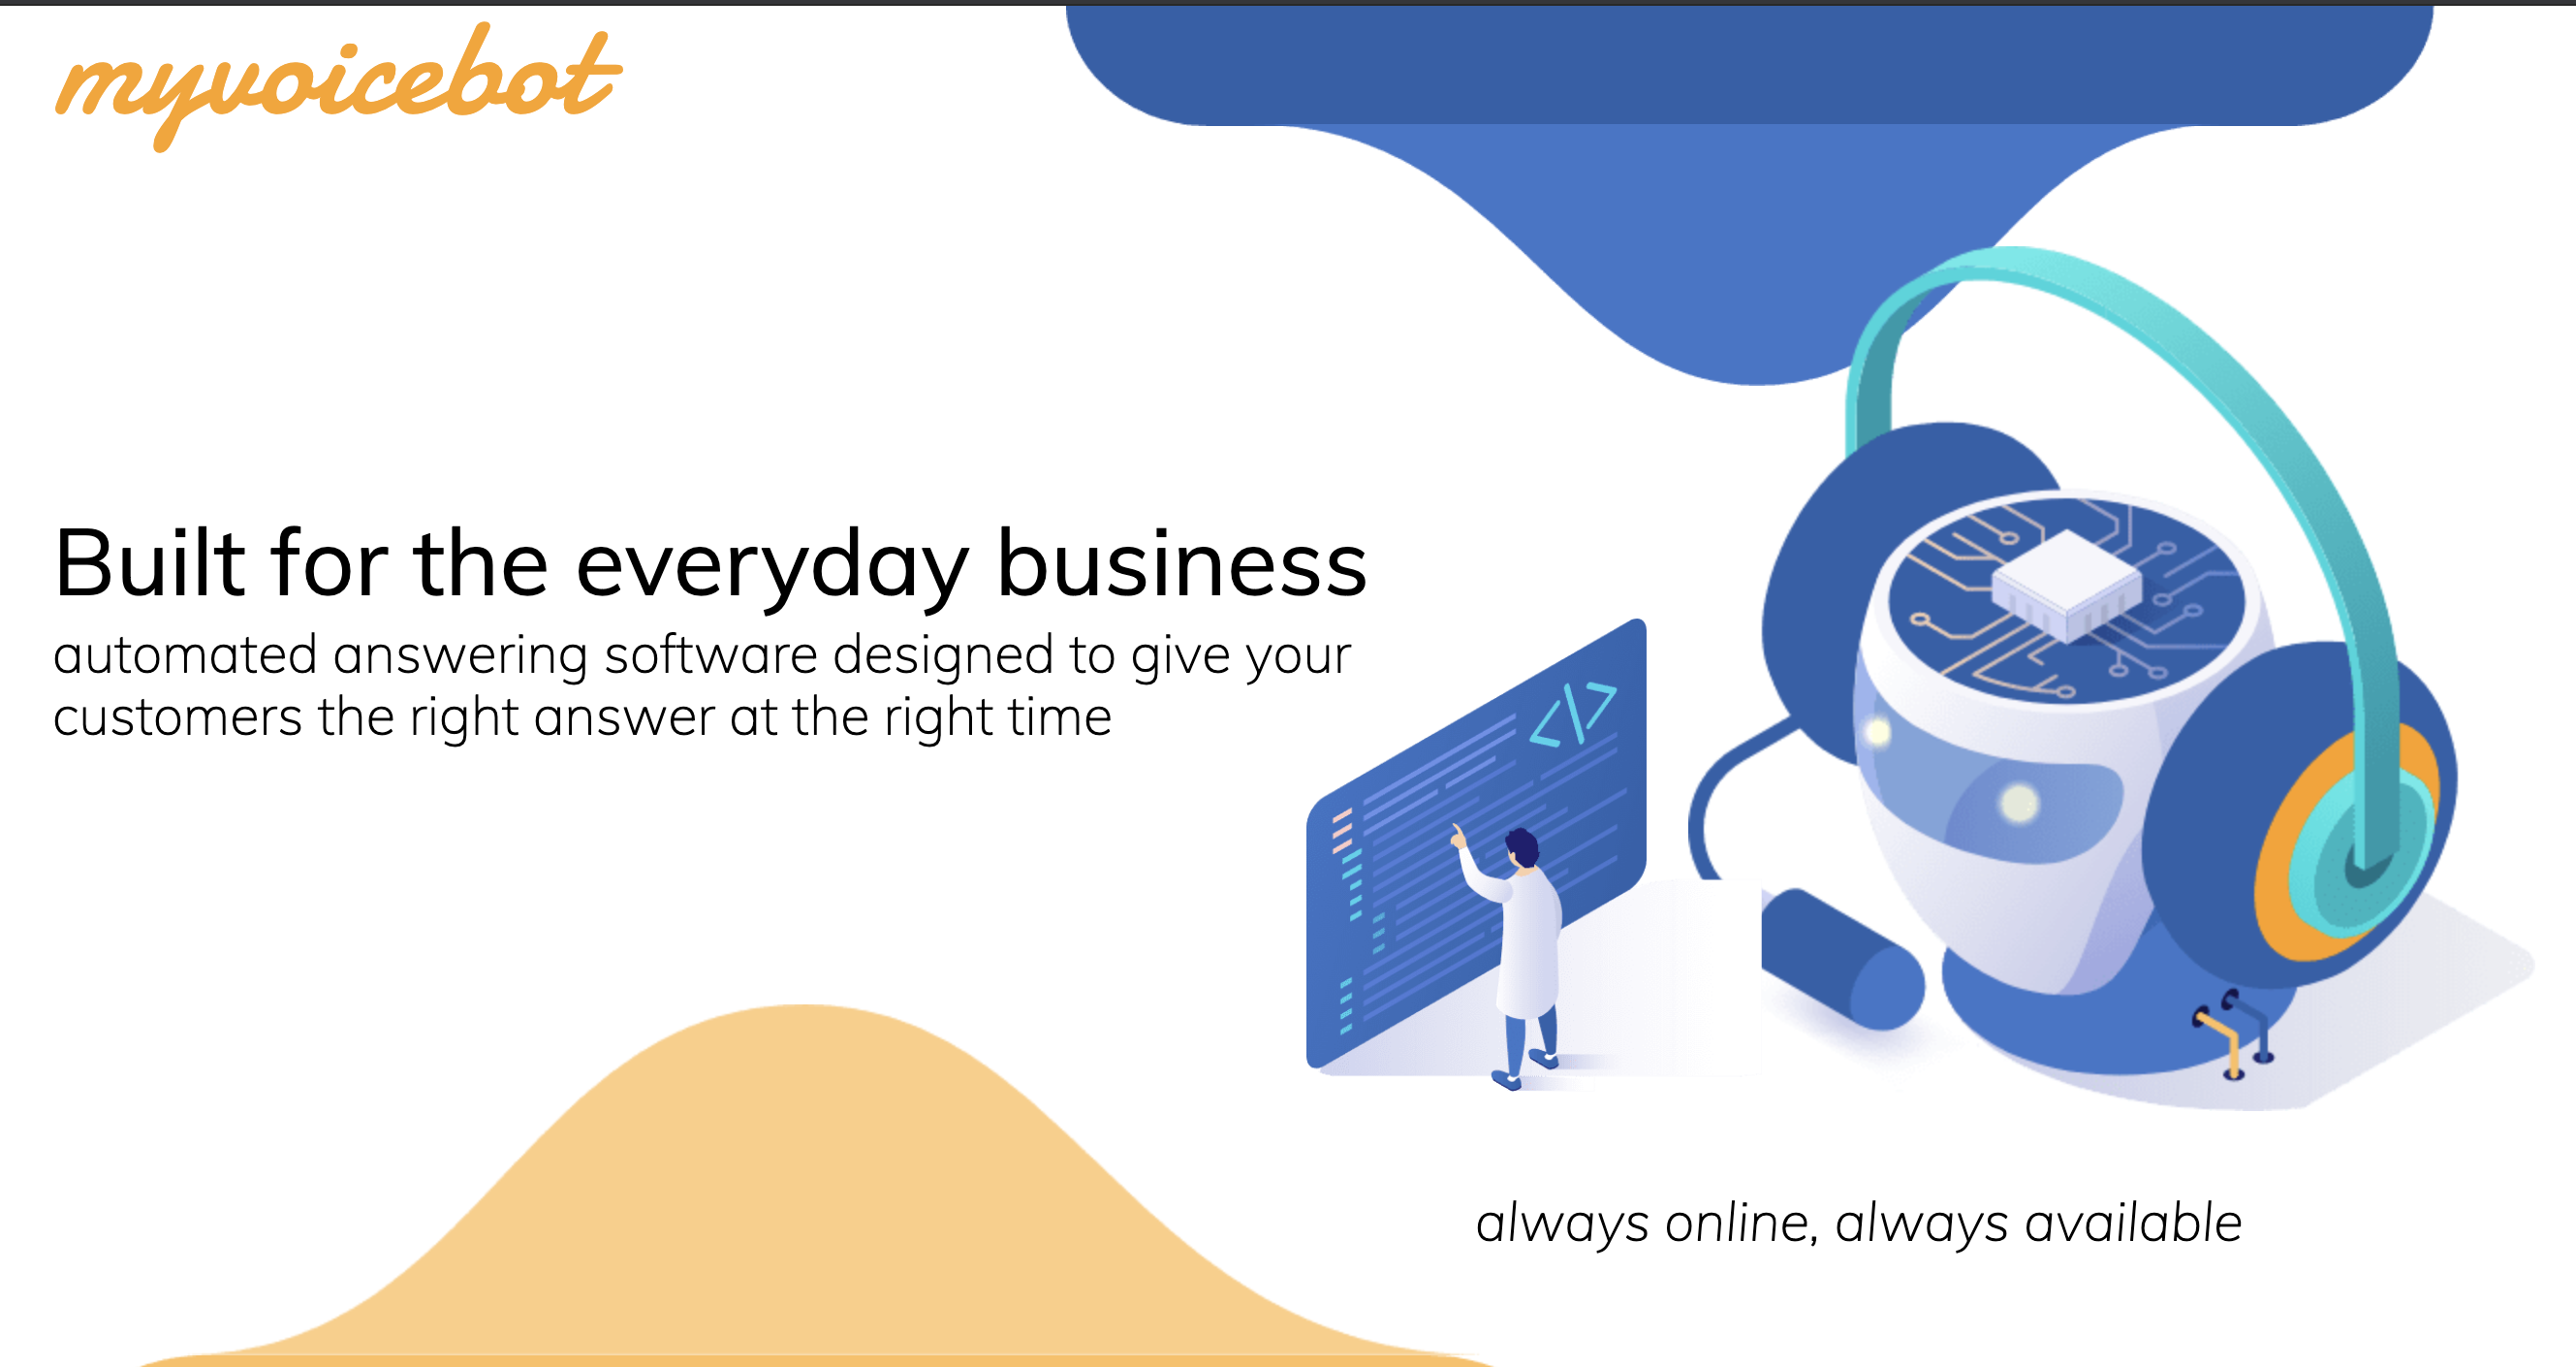 myvoicebot
Built for the everyday business
automated answering software designed to give your
customers the right answer at the right time
</>
always online, always available